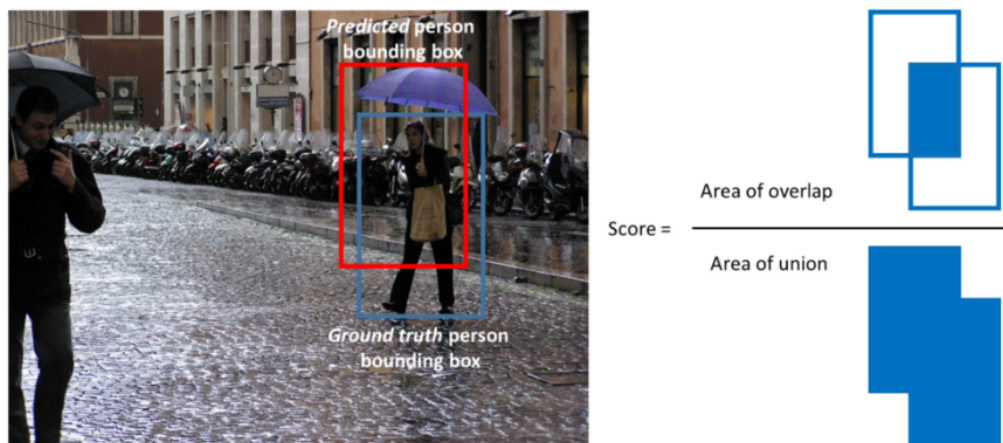 Predicted person
bounding box
Ground truth person
bounding box
Score =
Area of overlap
Area of union